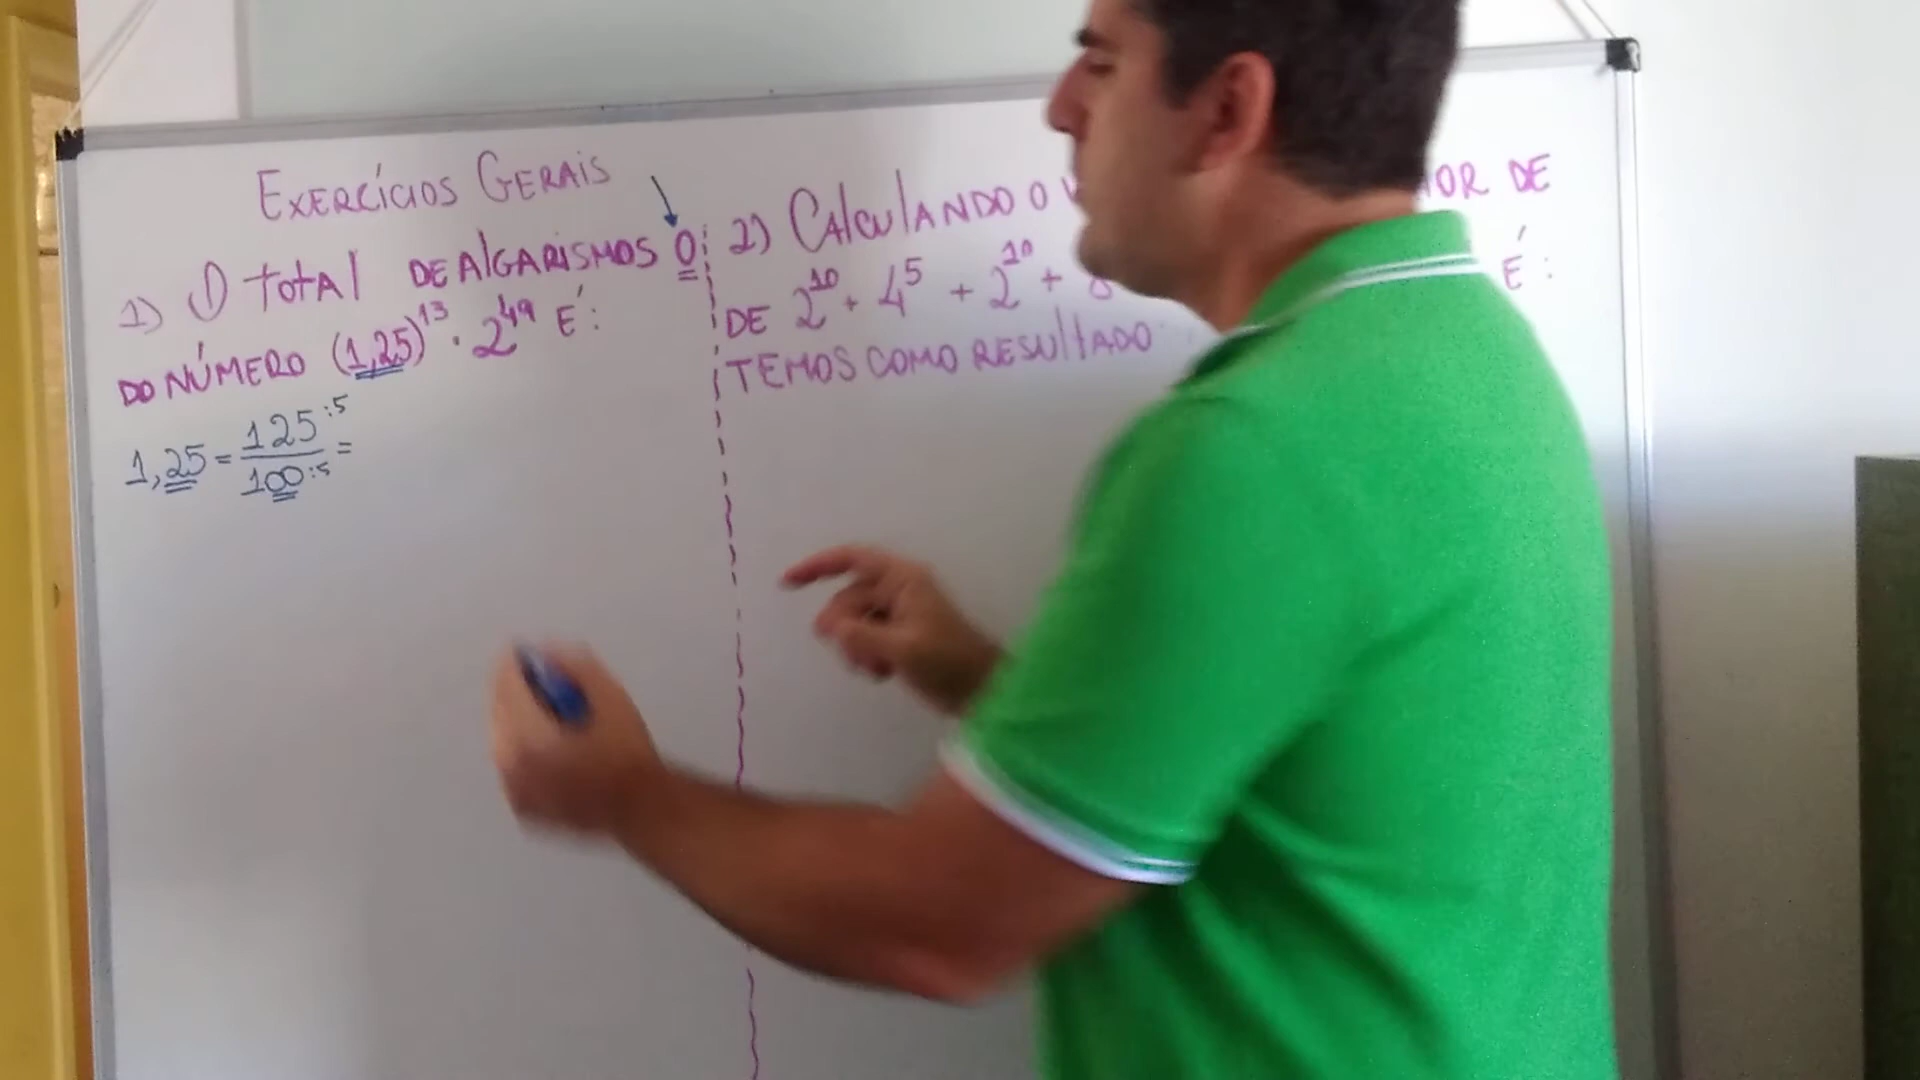 EXERCÍCIOS GERAIS
1) O TOTAL DE ALGARISMOS 0
DO NÚMERO (1,25)^13 . 2^49 É:
1,25 = 125:5 / 100:5 =
2) CALCULANDO O
DE 2^10 + 4^5 + 2^10 +
TEMOS COMO RESULTADO
DE
É: